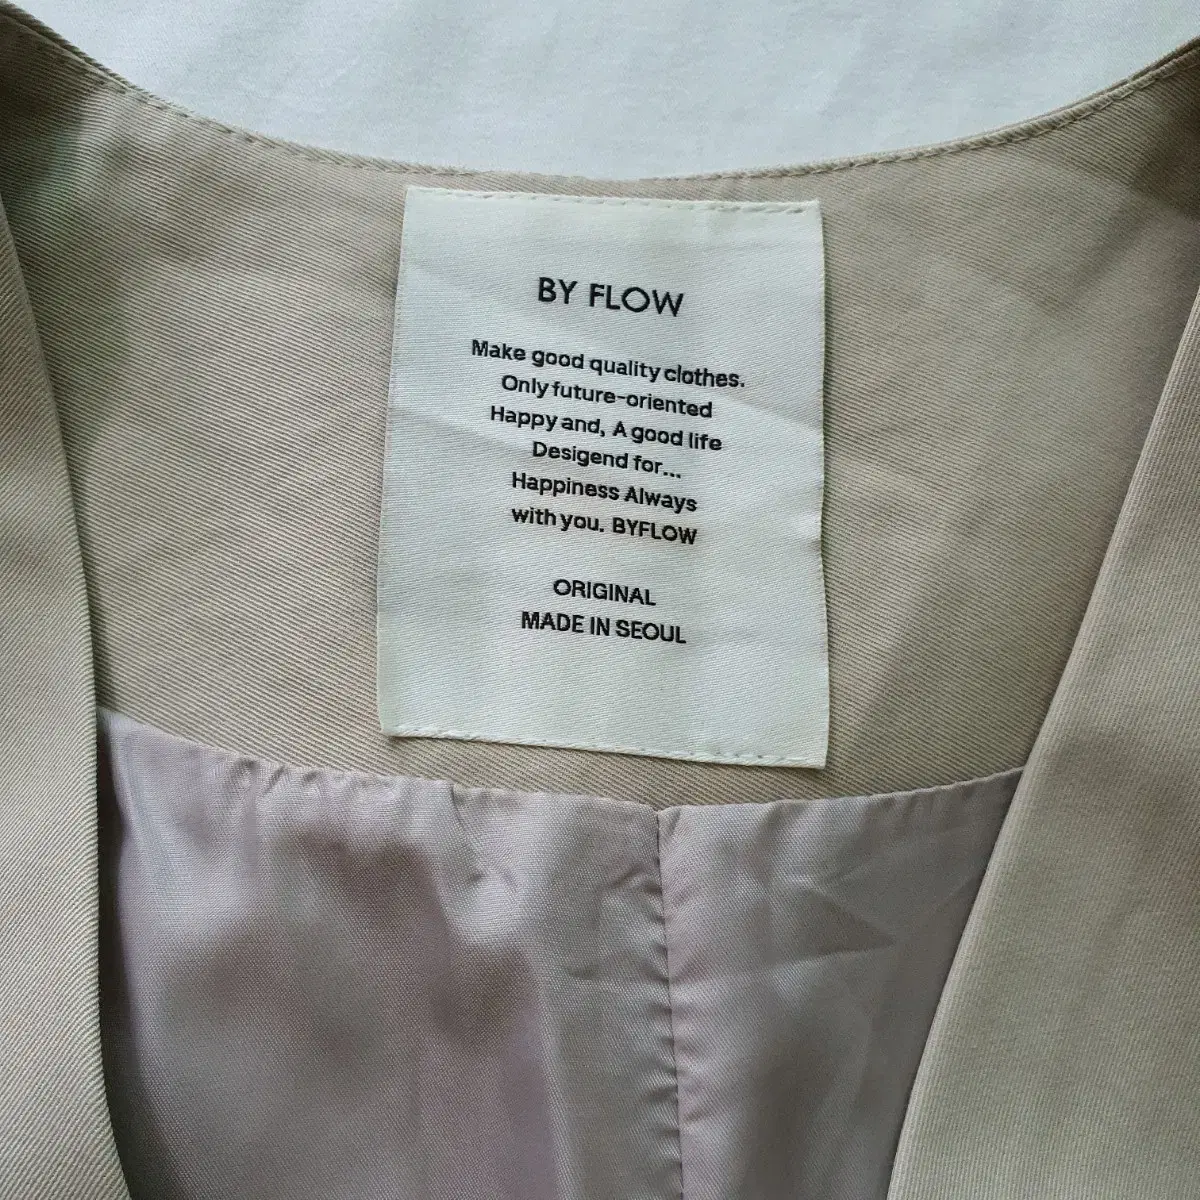 BY FLOW
Make good quality clothes.
Only future-oriented
Happy and, A good life
Desigend for...
Happiness Always
with you. BYFLOW
ORIGINAL
MADE IN SEOUL